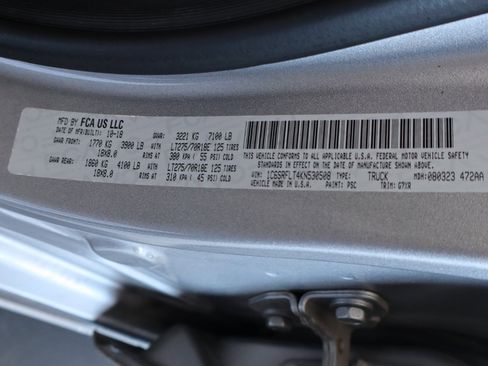 MFD BY FCA US LLC
DATE OF MFR(BUILT): 10-18 GVWR: 3221 KG 7100 LB
GAWR FRONT: 1770 KG 3900 LB LT275/70R18E 125 TIRES
18X8.0 RIMS AT 380 KPA( 55 PSI) COLD
GAWR REAR: 1860 KG 4100 LB LT275/70R18E 125 TIRES
18X8.0 RIMS AT 310 KPA( 45 PSI) COLD
THIS VEHICLE CONFORMS TO ALL APPLICABLE U.S.A. FEDERAL MOTOR VEHICLE SAFETY
STANDARDS IN EFFECT ON THE DATE OF MANUFACTURE SHOWN ABOVE.
VIN: 1C6SRFLT4KN530508 TYPE: TRUCK MDH: 080323 472AA
MADE IN U.S.A. PAINT: PSC TRIM: G7XR